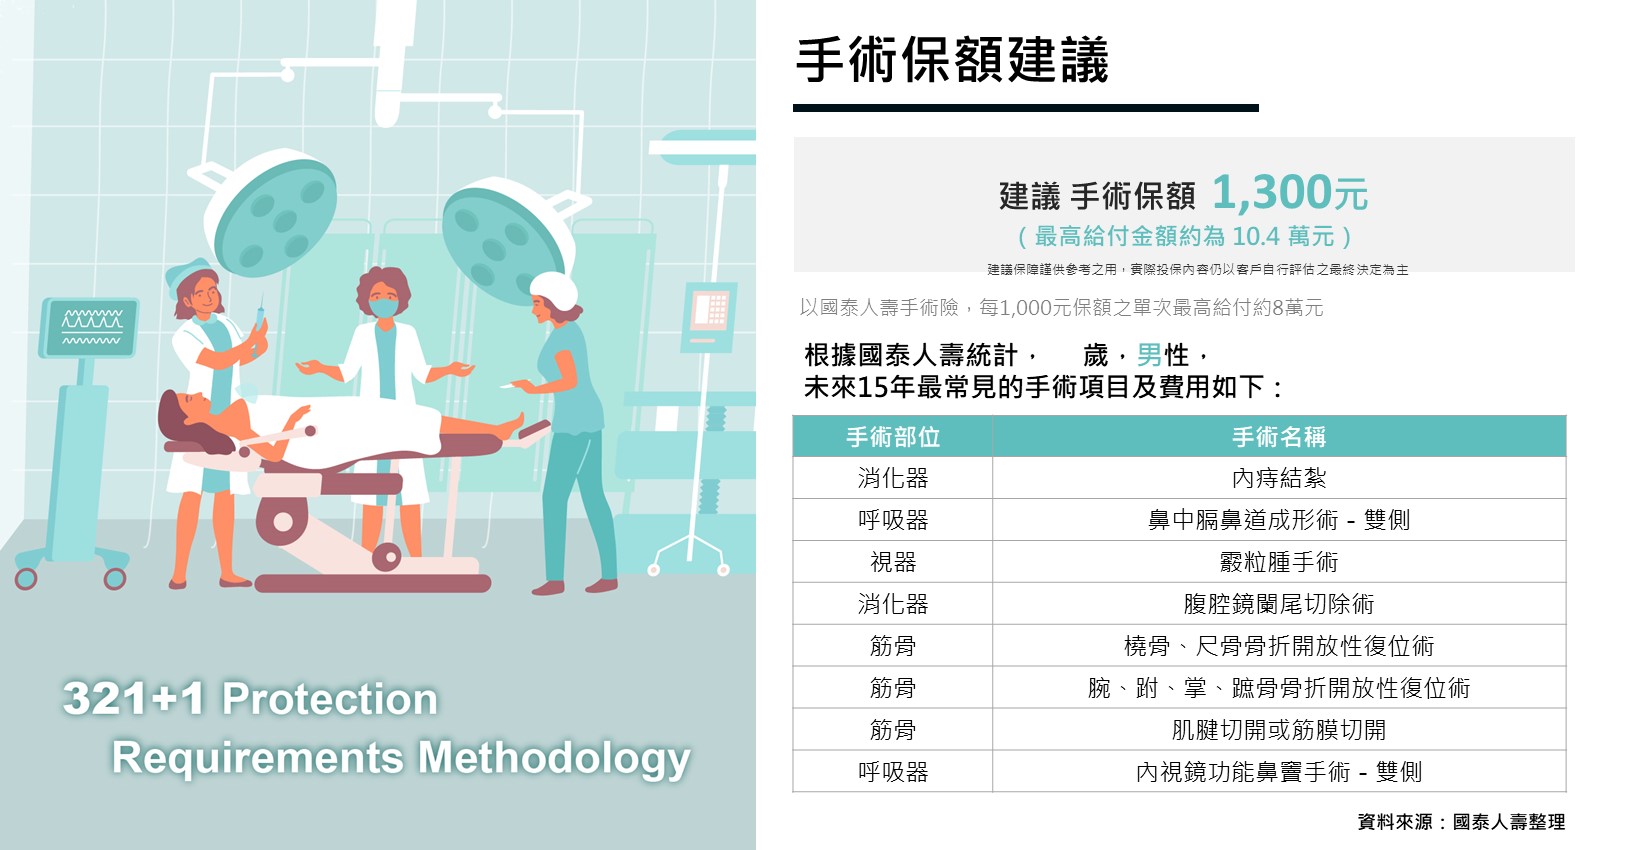 手術保額建議
建議 手術保額 1,300元
( 最高給付金額約為 10.4 萬元 )
建議保障謹供參考之用，實際投保內容仍以客戶自行評估之最終決定為主
以國泰人壽手術險，每1,000元保額之單次最高給付約8萬元
根據國泰人壽統計， 歲，男性，
未來15年最常見的手術項目及費用如下：
手術部位 手術名稱
消化器 內痔結紮
呼吸器 鼻中膈鼻道成形術 - 雙側
視器 霰粒腫手術
消化器 腹腔鏡闌尾切除術
筋骨 橈骨、尺骨骨折開放性復位術
筋骨 腕、跗、掌、蹠骨骨折開放性復位術
筋骨 肌腱切開或筋膜切開
呼吸器 內視鏡功能鼻竇手術 - 雙側
資料來源：國泰人壽整理
321+1 Protection
Requirements Methodology